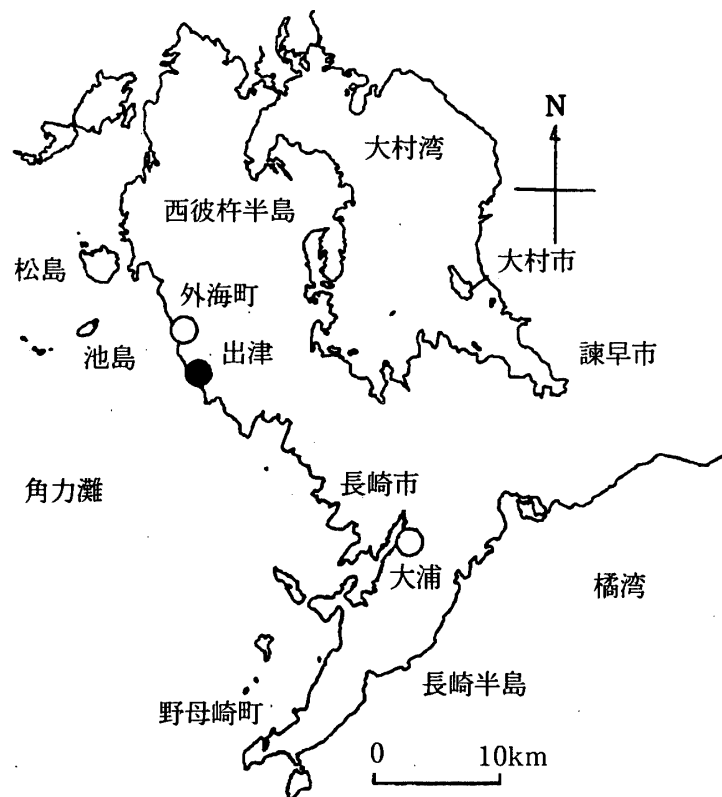 N
大村湾
西彼杵半島
大村市
松島
外海町
池島
出津
諫早市
角力灘
長崎市
大浦
橘湾
長崎半島
野母崎町
0 10km